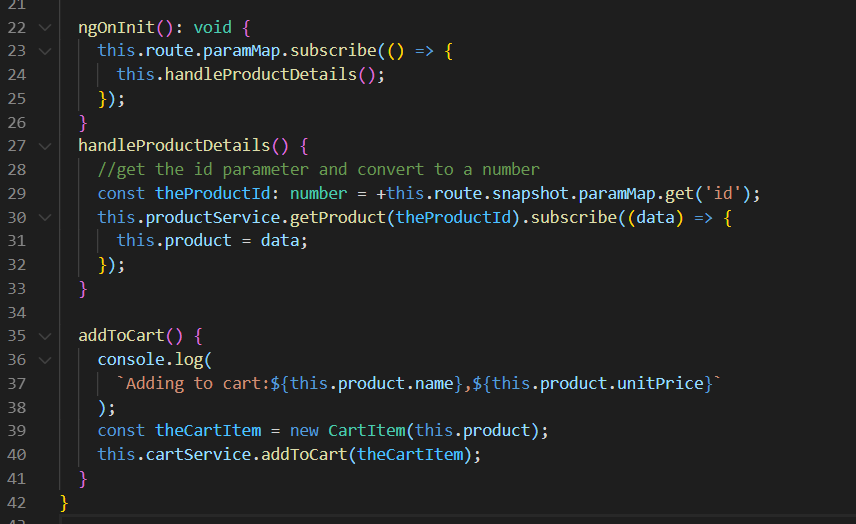 21
22 ngOnInit(): void {
23 this.route.paramMap.subscribe(() => {
24 this.handleProductDetails();
25 });
26 }
27 handleProductDetails() {
28 //get the id parameter and convert to a number
29 const theProductId: number = +this.route.snapshot.paramMap.get('id');
30 this.productService.getProduct(theProductId).subscribe((data) => {
31 this.product = data;
32 });
33 }
34
35 addToCart() {
36 console.log(
37 `Adding to cart:${this.product.name},${this.product.unitPrice}`
38 );
39 const theCartItem = new CartItem(this.product);
40 this.cartService.addToCart(theCartItem);
41 }
42 }
43